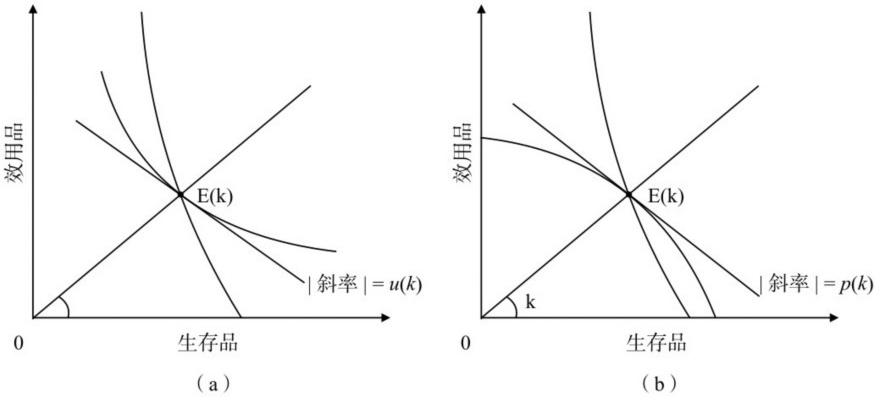 效用品
E(k)
|斜率| = u(k)
0
生存品
(a)
效用品
E(k)
|斜率| = p(k)
k
0
生存品
(b)